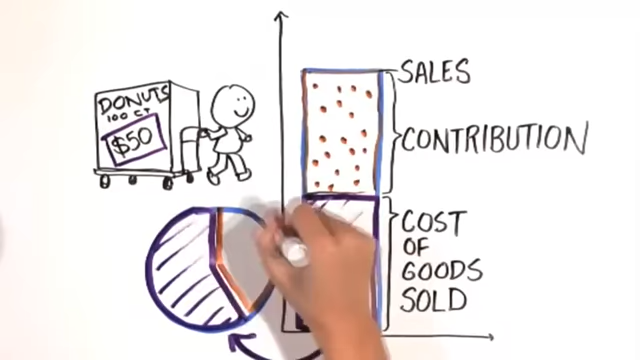 DONUTS
100 CT
$50
SALES
CONTRIBUTION
COST
OF
GOODS
SOLD